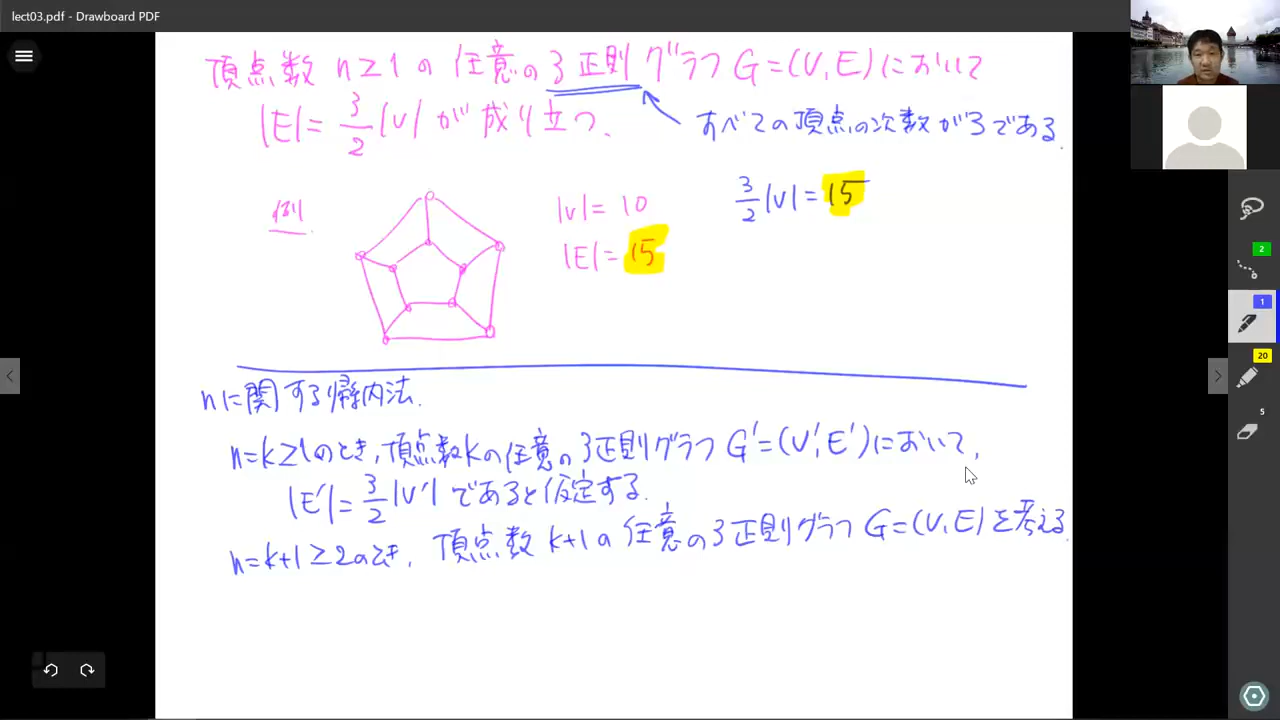 lect03.pdf - Drawboard PDF
頂点数 n≥1 の 任意の 3正則 グラフ G=(V,E)において
|E|= 3/2 |V| が 成り立つ.
すべての頂点の次数が3である.
例
|V|= 10
|E|= 15
3/2 |V|= 15
nに関する帰納法.
n=k≥1のとき,頂点数kの任意の3正則グラフ G'=(V',E')において,
|E'|= 3/2 |V'| であると仮定する.
n=k+1≥2のとき, 頂点数 k+1の 任意の3正則グラフ G=(V,E)を考える.
2
1
20
5